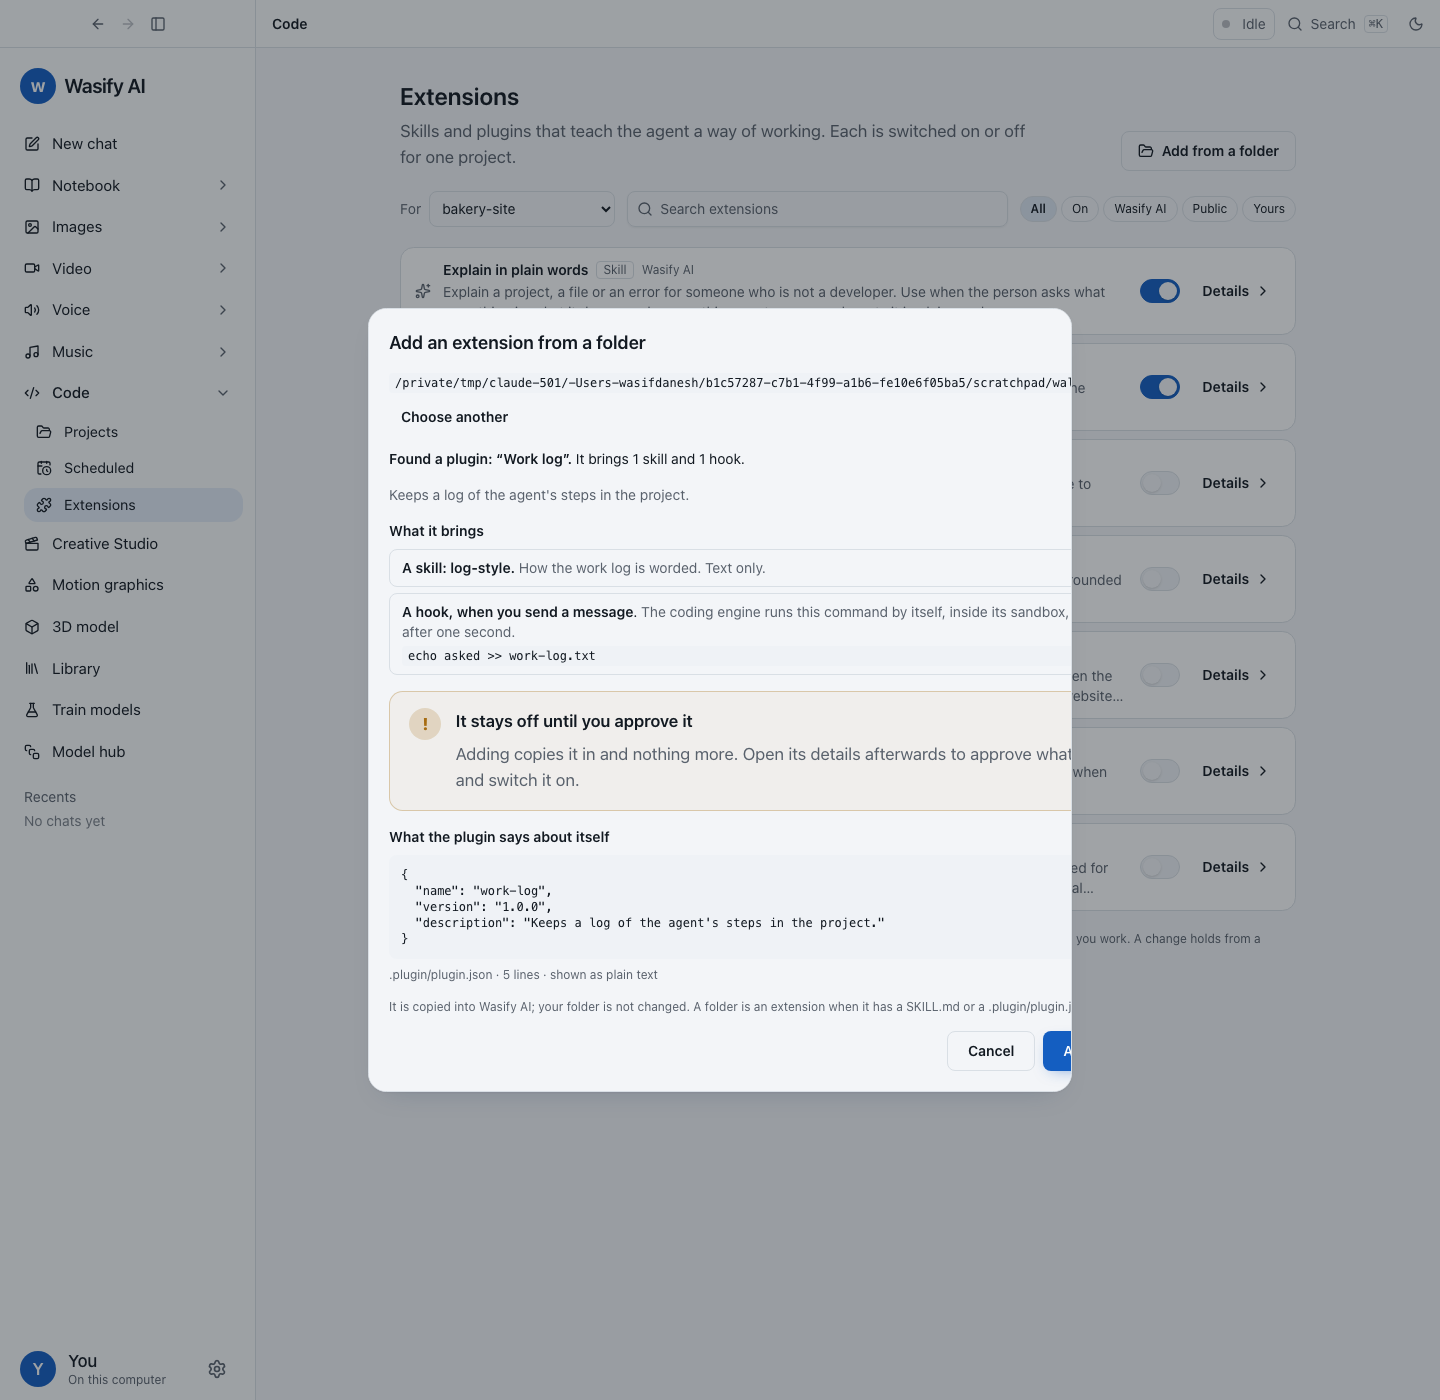 Code
Idle
Search ⌘K
w Wasify AI
New chat
Notebook
Images
Video
Voice
Music
Code
Projects
Scheduled
Extensions
Creative Studio
Motion graphics
3D model
Library
Train models
Model hub
Recents
No chats yet
Y
You
On this computer
Extensions
Skills and plugins that teach the agent a way of working. Each is switched on or off
for one project.
Add from a folder
For bakery-site Search extensions All On Wasify AI Public Yours
Explain in plain words Skill Wasify AI
Explain a project, a file or an error for someone who is not a developer. Use when the person asks what
Details
Details
to
Details
Details
en the
Details
when
Details
ed for
Details
you work. A change holds from a
Add an extension from a folder
/private/tmp/claude-501/-Users-wasifdanesh/b1c57287-c7b1-4f99-a1b6-fe10e6f05ba5/scratchpad/wal
Choose another
Found a plugin: “Work log”. It brings 1 skill and 1 hook.
Keeps a log of the agent's steps in the project.
What it brings
A skill: log-style. How the work log is worded. Text only.
A hook, when you send a message. The coding engine runs this command by itself, inside its sandbox,
after one second.
echo asked >> work-log.txt
!
It stays off until you approve it
Adding copies it in and nothing more. Open its details afterwards to approve what
and switch it on.
What the plugin says about itself
{
"name": "work-log",
"version": "1.0.0",
"description": "Keeps a log of the agent's steps in the project."
}
.plugin/plugin.json · 5 lines · shown as plain text
It is copied into Wasify AI; your folder is not changed. A folder is an extension when it has a SKILL.md or a .plugin/plugin.j
Cancel A